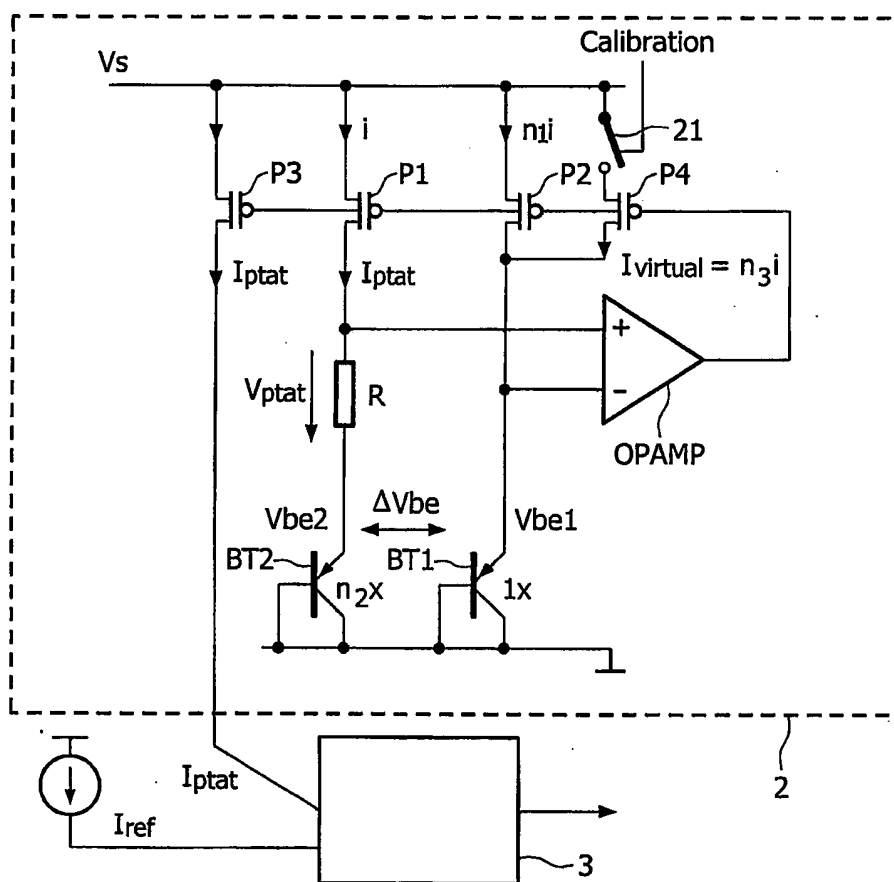 Calibration
Vs
i
n1i
21
P3
P1
P2
P4
Iptat
Iptat
Ivirtual = n3i
+
Vptat
R
−
OPAMP
ΔVbe
Vbe2
Vbe1
BT2
BT1
n2x
1x
2
Iptat
Iref
3